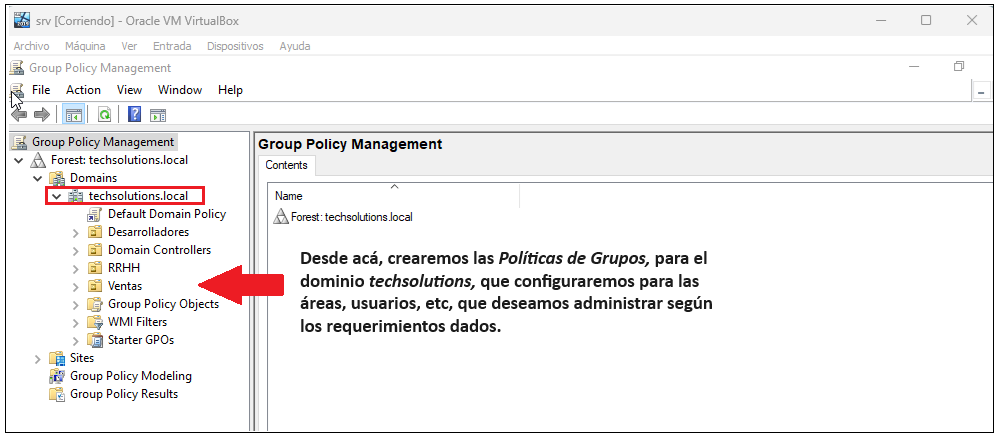 srv [Corriendo] - Oracle VM VirtualBox
Archivo Máquina Ver Entrada Dispositivos Ayuda
Group Policy Management
File Action View Window Help
Group Policy Management
Forest: techsolutions.local
Domains
techsolutions.local
Default Domain Policy
Desarrolladores
Domain Controllers
RRHH
Ventas
Group Policy Objects
WMI Filters
Starter GPOs
Sites
Group Policy Modeling
Group Policy Results
Group Policy Management
Contents
Name
Forest: techsolutions.local
Desde acá, crearemos las Políticas de Grupos, para el
dominio techsolutions, que configuraremos para las
áreas, usuarios, etc, que deseamos administrar según
los requerimientos dados.